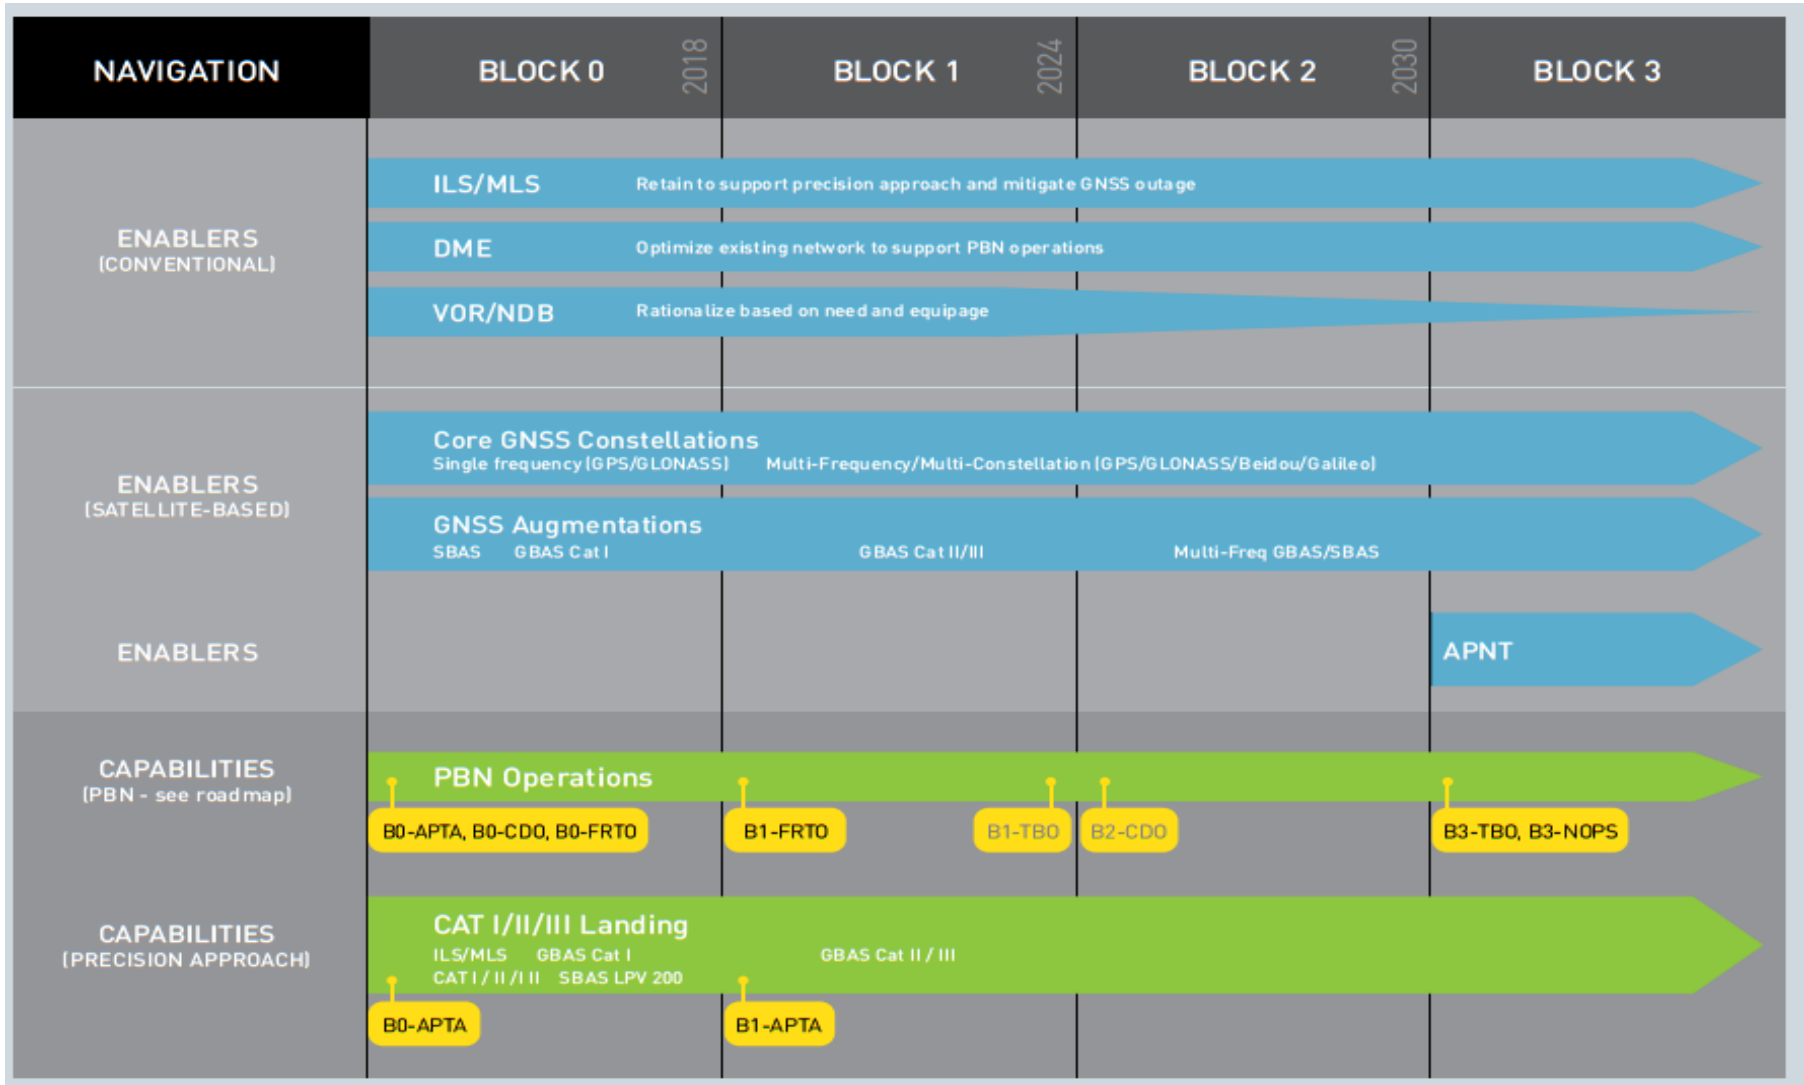 NAVIGATION
BLOCK 0
2018
BLOCK 1
2024
BLOCK 2
2030
BLOCK 3
ENABLERS
(CONVENTIONAL)
ILS/MLS
Retain to support precision approach and mitigate GNSS outage
DME
Optimize existing network to support PBN operations
VOR/NDB
Rationalize based on need and equipage
ENABLERS
(SATELLITE-BASED)
Core GNSS Constellations
Single frequency (GPS/GLONASS) Multi-Frequency/Multi-Constellation (GPS/GLONASS/Beidou/Galileo)
GNSS Augmentations
SBAS GBAS Cat I GBAS Cat II/III Multi-Freq GBAS/SBAS
ENABLERS
APNT
CAPABILITIES
(PBN - see roadmap)
PBN Operations
B0-APTA, B0-CDO, B0-FRTO
B1-FRTO
B1-TBO
B2-CDO
B3-TBO, B3-NOPS
CAPABILITIES
(PRECISION APPROACH)
CAT I/II/III Landing
ILS/MLS GBAS Cat I GBAS Cat II / III
CAT I / II /I II SBAS LPV 200
B0-APTA
B1-APTA